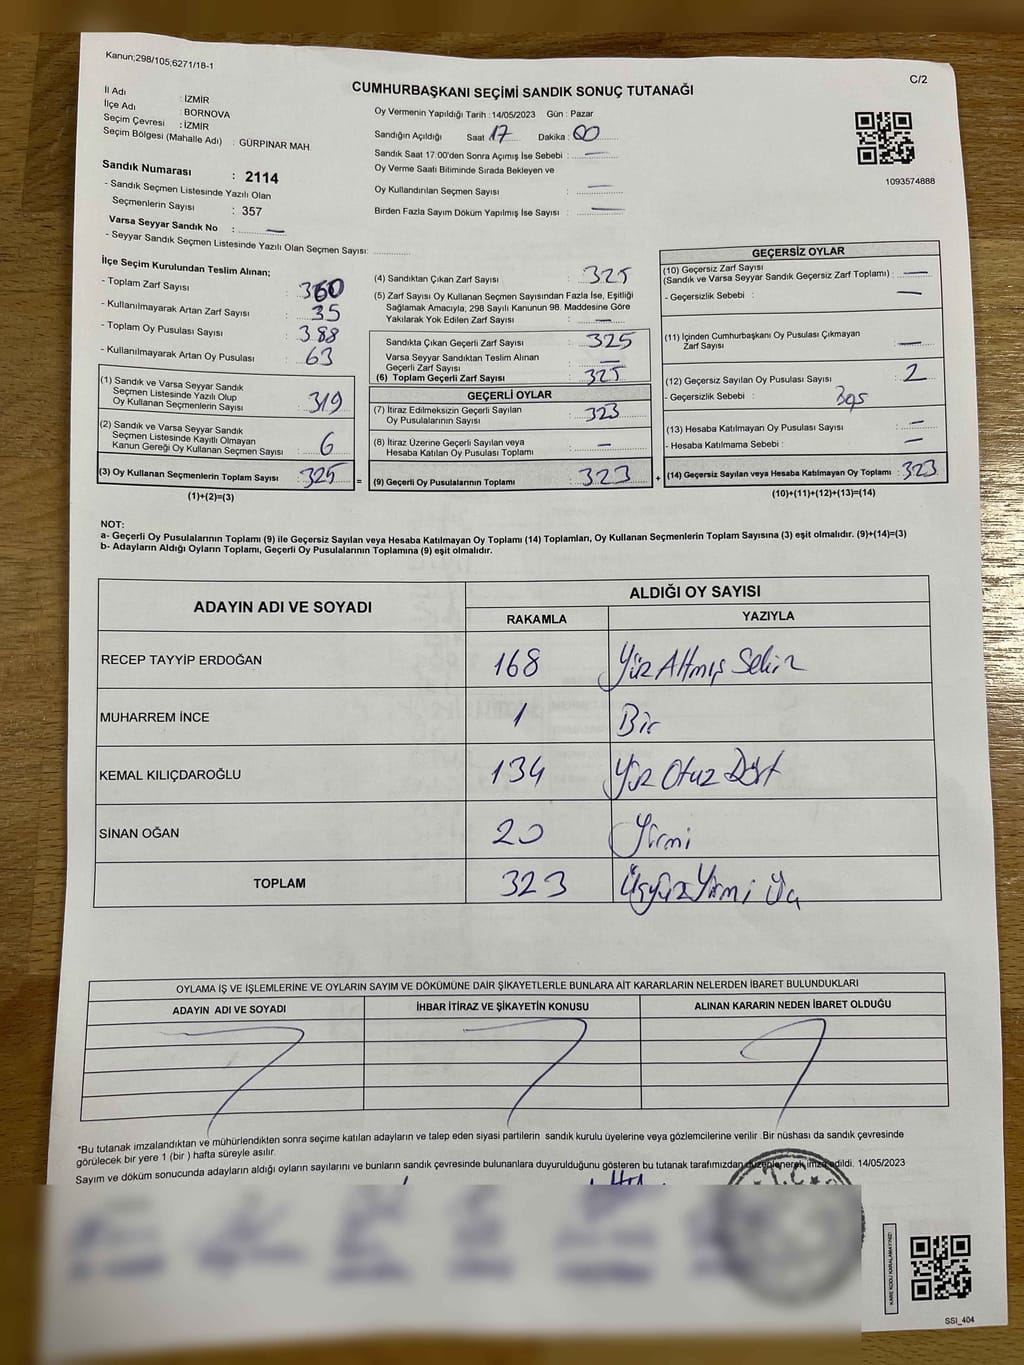 Kanun;298/105;6271/18-1
C/2
CUMHURBAŞKANI SEÇİMİ SANDIK SONUÇ TUTANAĞI
İl Adı : İZMİR
İlçe Adı : BORNOVA
Seçim Çevresi : İZMİR
Seçim Bölgesi (Mahalle Adı) : GÜRPINAR MAH.
Sandık Numarası : 2114
- Sandık Seçmen Listesinde Yazılı Olan
Seçmenlerin Sayısı : 357
Varsa Seyyar Sandık No : —
- Seyyar Sandık Seçmen Listesinde Yazılı Olan Seçmen Sayısı:
Oy Vermenin Yapıldığı Tarih :14/05/2023 Gün : Pazar
Sandığın Açıldığı Saat 17 Dakika : 00
Sandık Saat 17:00'den Sonra Açımış İse Sebebi : —
Oy Verme Saati Bitiminde Sırada Bekleyen ve
Oy Kullandırılan Seçmen Sayısı : —
Birden Fazla Sayım Döküm Yapılmış İse Sayısı : —
1093574888
İlçe Seçim Kurulundan Teslim Alınan;
- Toplam Zarf Sayısı : 360
- Kullanılmayarak Artan Zarf Sayısı : 35
- Toplam Oy Pusulası Sayısı : 388
- Kullanılmayarak Artan Oy Pusulası : 63
(1) Sandık ve Varsa Seyyar Sandık
Seçmen Listesinde Yazılı Olup
Oy Kullanan Seçmenlerin Sayısı : 319
(2) Sandık ve Varsa Seyyar Sandık
Seçmen Listesinde Kayıtlı Olmayan
Kanun Gereği Oy Kullanan Seçmen Sayısı : 6
(3) Oy Kullanan Seçmenlerin Toplam Sayısı : 325 =
(1)+(2)=(3)
(4) Sandıktan Çıkan Zarf Sayısı : 325
(5) Zarf Sayısı Oy Kullanan Seçmen Sayısından Fazla İse, Eşitliği
Sağlamak Amacıyla; 298 Sayılı Kanunun 98. Maddesine Göre
Yakılarak Yok Edilen Zarf Sayısı : —
Sandıkta Çıkan Geçerli Zarf Sayısı : 325
Varsa Seyyar Sandıktan Teslim Alınan
Geçerli Zarf Sayısı : —
(6) Toplam Geçerli Zarf Sayısı : 325
GEÇERLİ OYLAR
(7) İtiraz Edilmeksizin Geçerli Sayılan
Oy Pusulalarının Sayısı : 323
(8) İtiraz Üzerine Geçerli Sayılan veya
Hesaba Katılan Oy Pusulası Toplamı : —
(9) Geçerli Oy Pusulalarının Toplamı : 323 +
GEÇERSİZ OYLAR
(10) Geçersiz Zarf Sayısı
(Sandık ve Varsa Seyyar Sandık Geçersiz Zarf Toplamı) : —
- Geçersizlik Sebebi : —
(11) İçinden Cumhurbaşkanı Oy Pusulası Çıkmayan
Zarf Sayısı : —
(12) Geçersiz Sayılan Oy Pusulası Sayısı : 2
- Geçersizlik Sebebi :
(13) Hesaba Katılmayan Oy Pusulası Sayısı : —
- Hesaba Katılmama Sebebi : —
(14) Geçersiz Sayılan veya Hesaba Katılmayan Oy Toplamı : 323
(10)+(11)+(12)+(13)=(14)
NOT:
a- Geçerli Oy Pusulalarının Toplamı (9) ile Geçersiz Sayılan veya Hesaba Katılmayan Oy Toplamı (14) Toplamları, Oy Kullanan Seçmenlerin Toplam Sayısına (3) eşit olmalıdır. (9)+(14)=(3)
b- Adayların Aldığı Oyların Toplamı, Geçerli Oy Pusulalarının Toplamına (9) eşit olmalıdır.
ADAYIN ADI VE SOYADI
ALDIĞI OY SAYISI
RAKAMLA YAZIYLA
RECEP TAYYİP ERDOĞAN 168 Yüz Altmış Sekiz
MUHARREM İNCE 1 Bir
KEMAL KILIÇDAROĞLU 134 Yüz Otuz Dört
SİNAN OĞAN 20 Yirmi
TOPLAM 323 Üçyüz Yirmi Üç
OYLAMA İŞ VE İŞLEMLERİNE VE OYLARIN SAYIM VE DÖKÜMÜNE DAİR ŞİKAYETLERLE BUNLARA AİT KARARLARIN NELERDEN İBARET BULUNDUKLARI
ADAYIN ADI VE SOYADI İHBAR İTİRAZ VE ŞİKAYETİN KONUSU ALINAN KARARIN NEDEN İBARET OLDUĞU
*Bu tutanak imzalandıktan ve mühürlendikten sonra seçime katılan adayların ve talep eden siyasi partilerin sandık kurulu üyelerine veya gözlemcilerine verilir .Bir nüshası da sandık çevresinde
görülecek bir yere 1 (bir ) hafta süreyle asılır.
Sayım ve döküm sonucunda adayların aldığı oyların sayılarını ve bunların sandık çevresinde bulunanlara duyurulduğunu gösteren bu tutanak tarafımızdan düzenlenerek imza edildi. 14/05/2023
T.C
KARE KODU KARALAMAYINIZ!
SSI_404